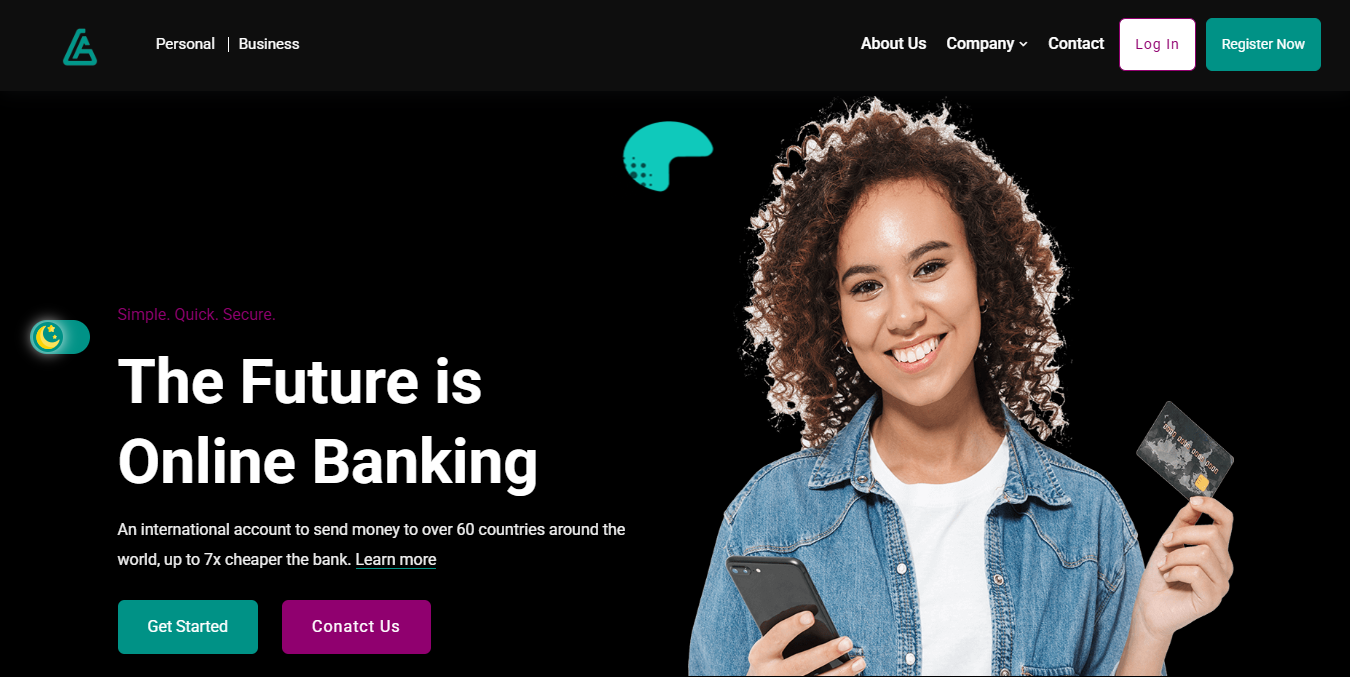 Personal | Business
About Us
Company
Contact
Log In
Register Now
Simple. Quick. Secure.
The Future is
Online Banking
An international account to send money to over 60 countries around the
world, up to 7x cheaper the bank. Learn more
Get Started
Conatct Us